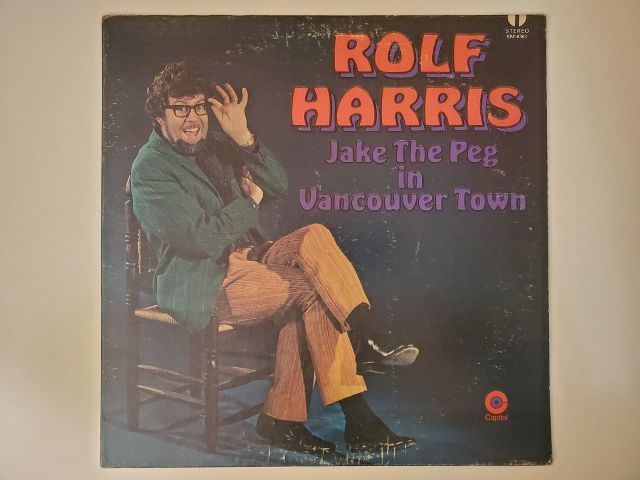 STEREO
ROLF
HARRIS
Jake The Peg
in
Vancouver Town
Capitol